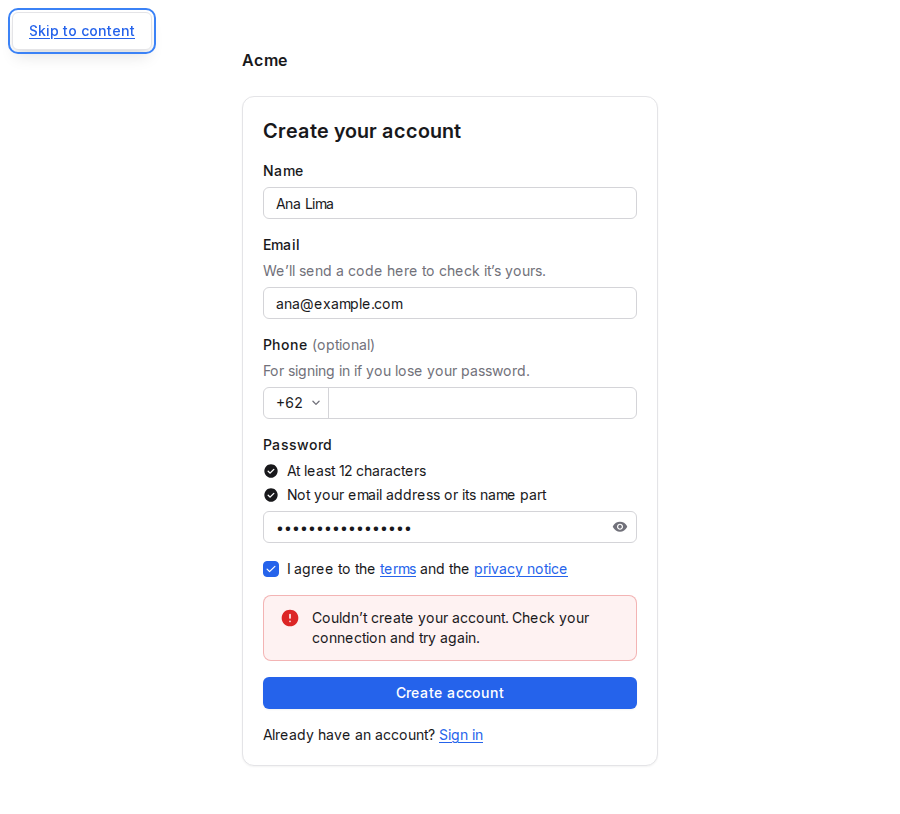 Skip to content
Acme
Create your account
Name
Ana Lima
Email
We’ll send a code here to check it’s yours.
ana@example.com
Phone (optional)
For signing in if you lose your password.
+62
Password
At least 12 characters
Not your email address or its name part
•••••••••••••••••
I agree to the terms and the privacy notice
Couldn’t create your account. Check your
connection and try again.
Create account
Already have an account? Sign in